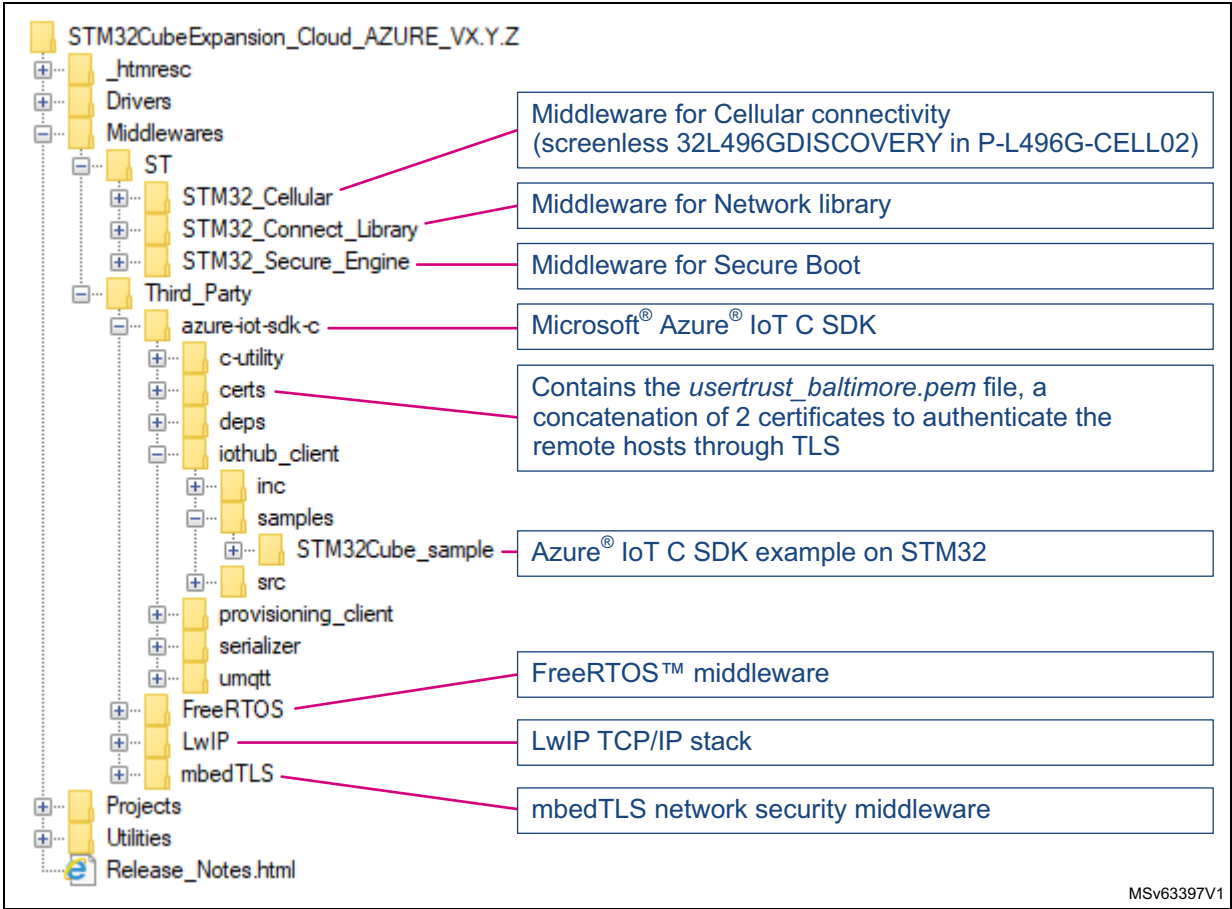 STM32CubeExpansion_Cloud_AZURE_VX.Y.Z
_htmresc
Drivers
Middlewares
ST
STM32_Cellular
STM32_Connect_Library
STM32_Secure_Engine
Third_Party
azure-iot-sdk-c
c-utility
certs
deps
iothub_client
inc
samples
STM32Cube_sample
src
provisioning_client
serializer
umqtt
FreeRTOS
LwIP
mbedTLS
Projects
Utilities
Release_Notes.html
Middleware for Cellular connectivity
(screenless 32L496GDISCOVERY in P-L496G-CELL02)
Middleware for Network library
Middleware for Secure Boot
Microsoft® Azure® IoT C SDK
Contains the usertrust_baltimore.pem file, a
concatenation of 2 certificates to authenticate the
remote hosts through TLS
Azure® IoT C SDK example on STM32
FreeRTOS™ middleware
LwIP TCP/IP stack
mbedTLS network security middleware
MSv63397V1